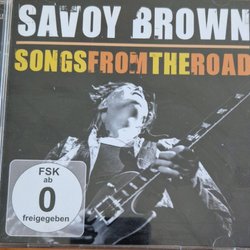 SAVOY BROWN
SONGSFROMTHEROAD
FSK
ab
0
freigegeben